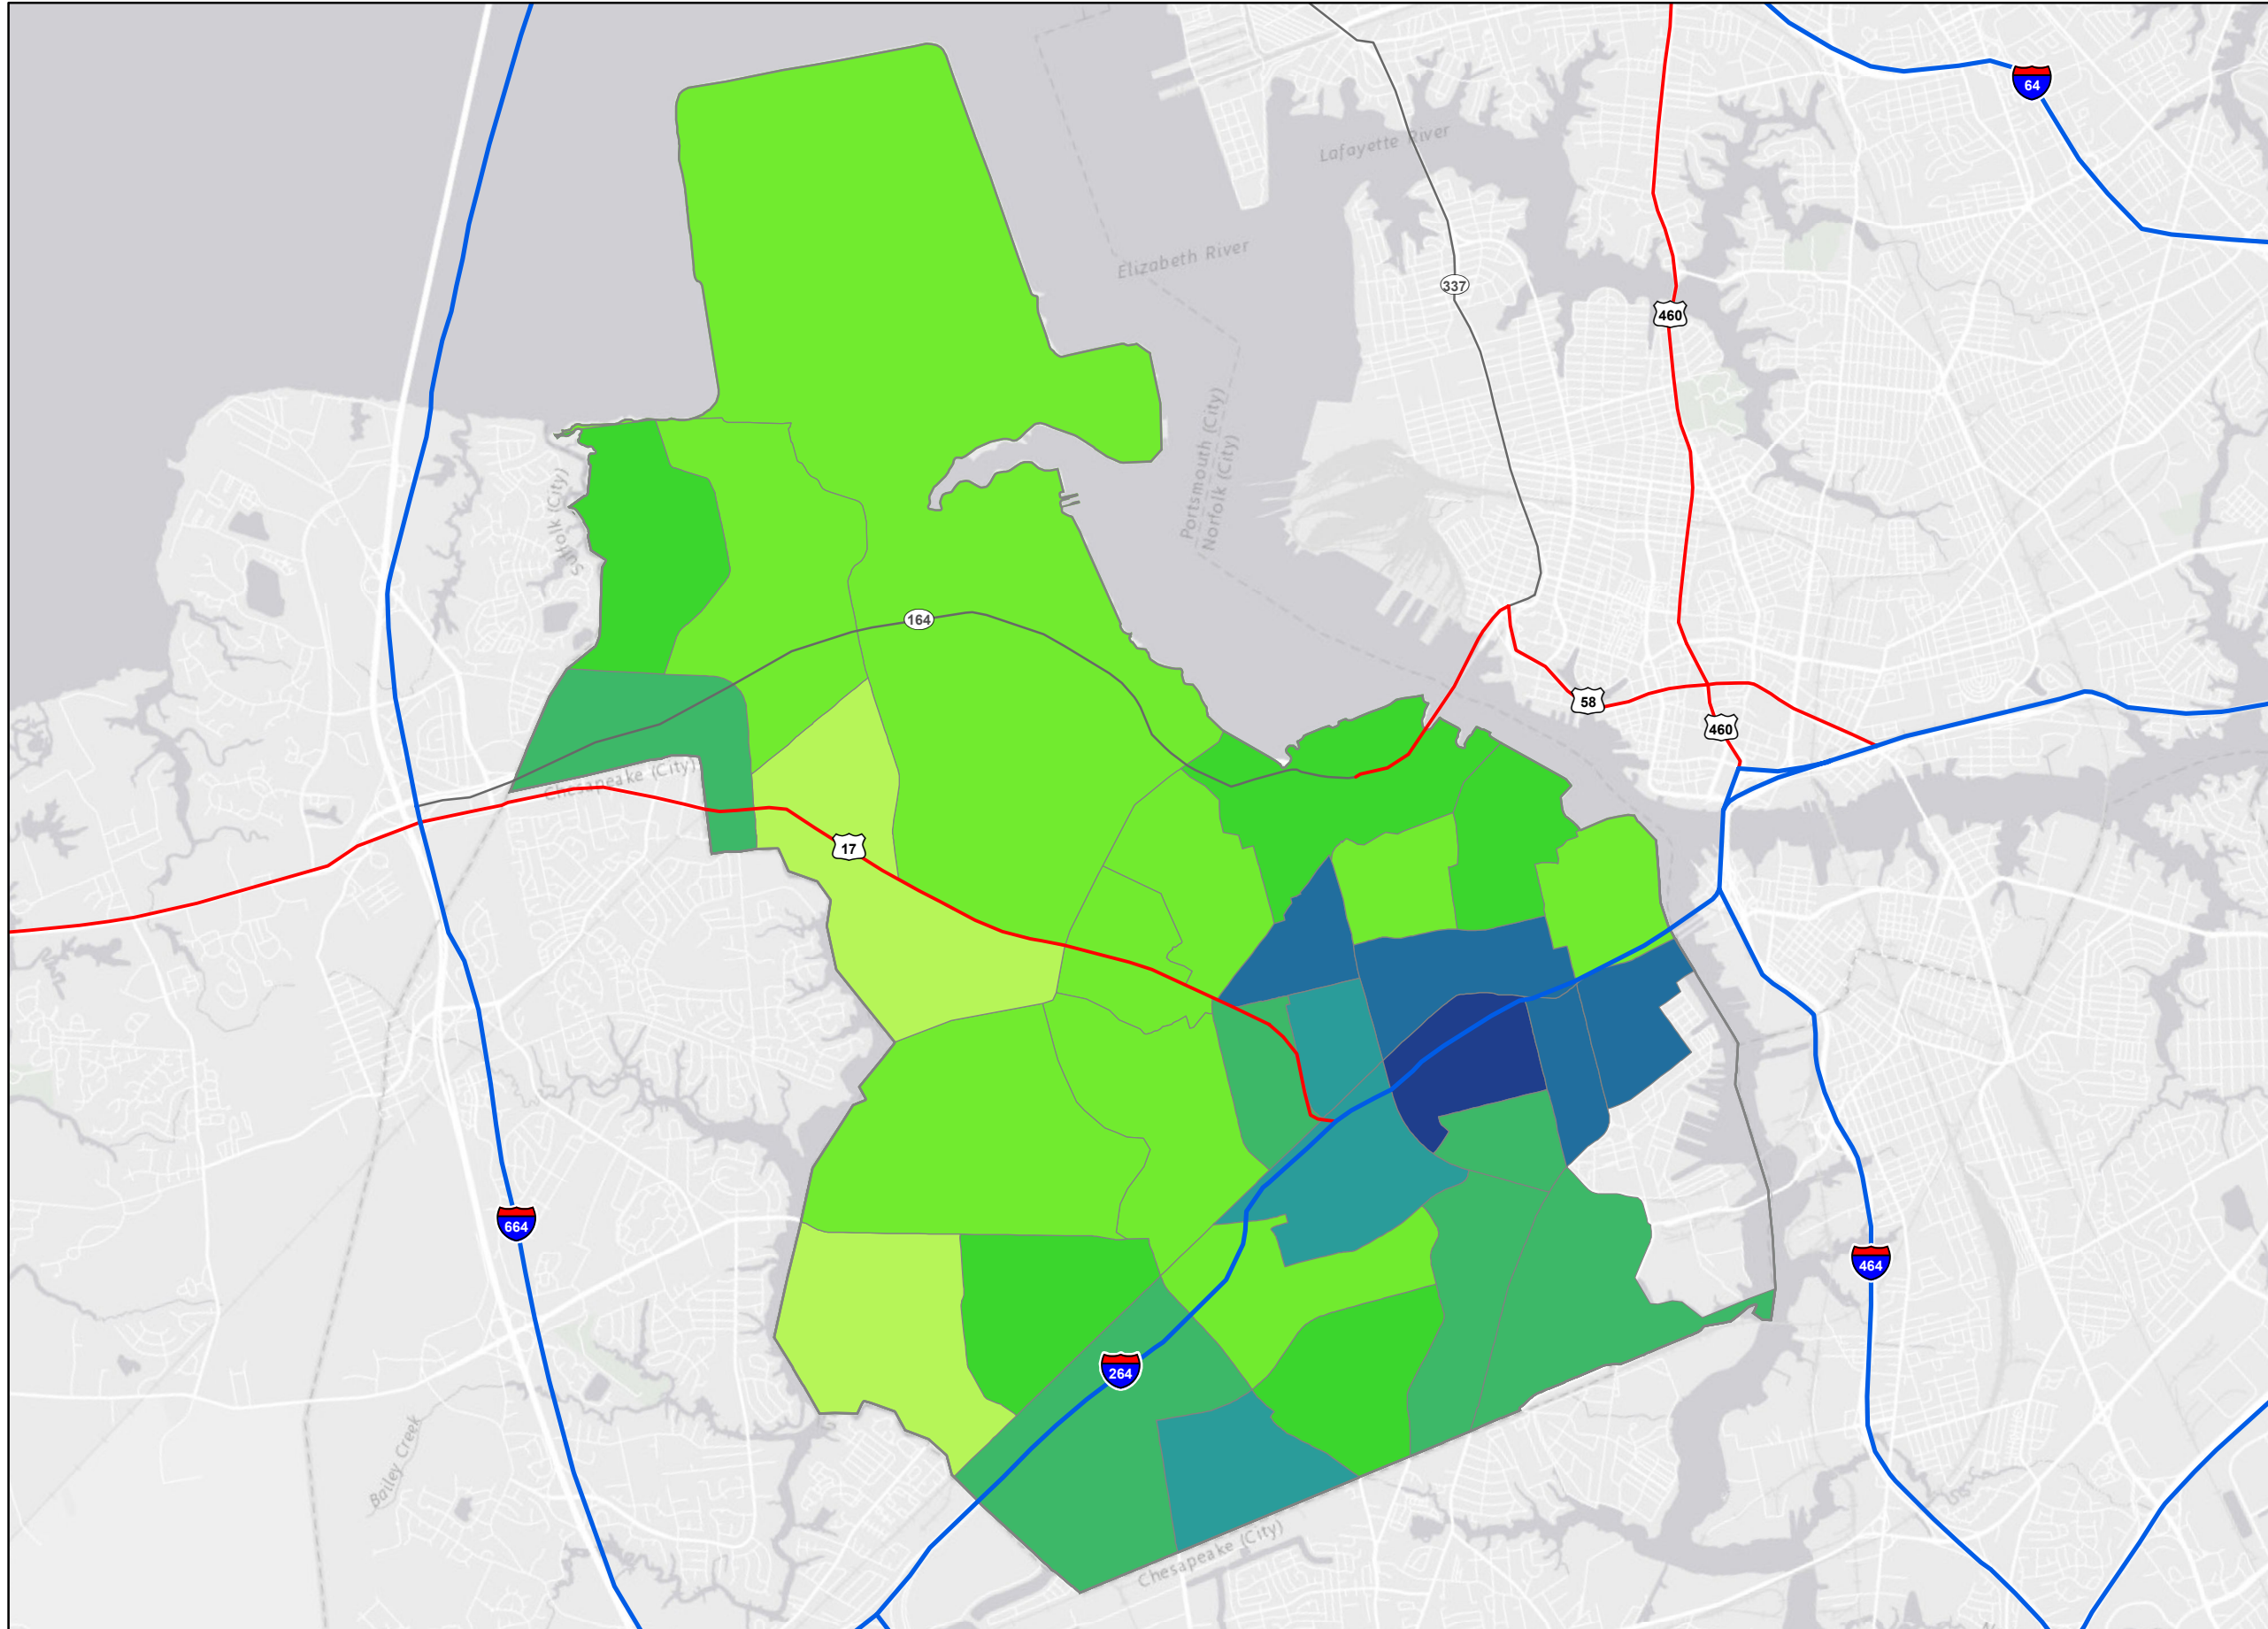 64
Lafayette River
Elizabeth River
337
460
Portsmouth (City)
Norfolk (City)
Suffolk (City)
164
58
460
Chesapeake (City)
17
664
464
264
Bailey Creek
Chesapeake (City)